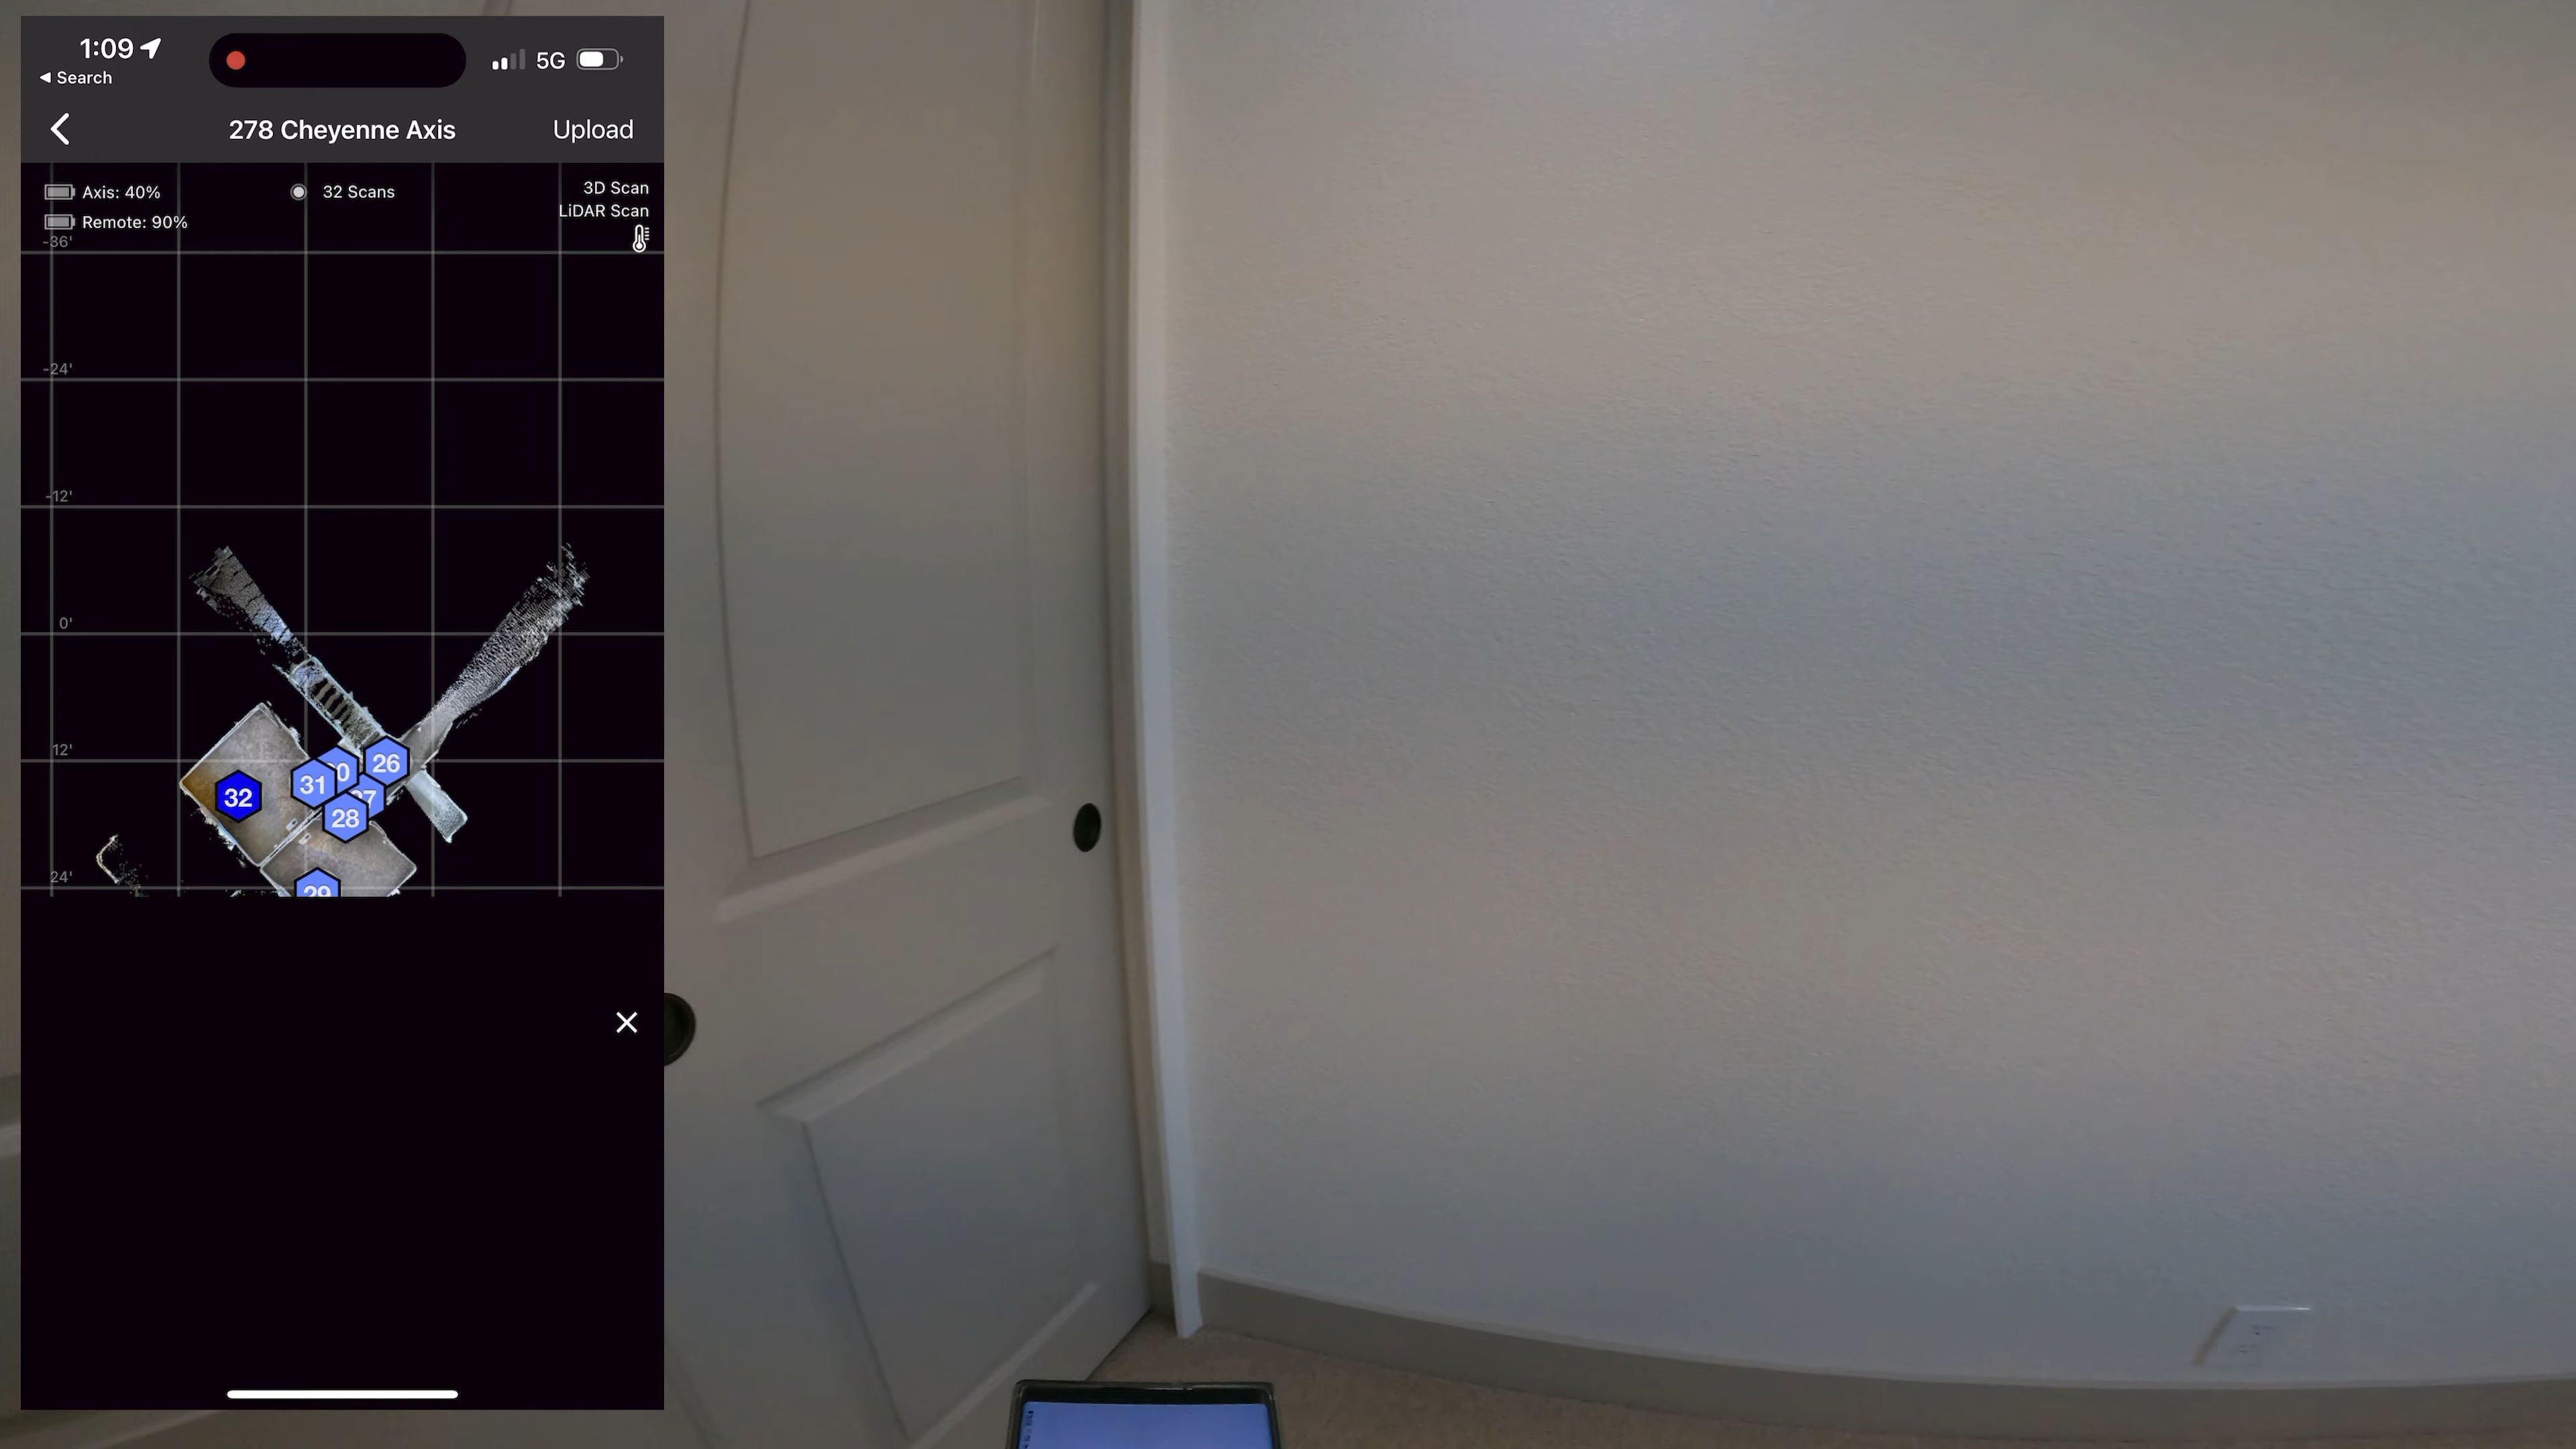 1:09
5G
Search
278 Cheyenne Axis
Upload
Axis: 40%
32 Scans
3D Scan
LiDAR Scan
Remote: 90%
-36'
-24'
-12'
0'
12'
26
31
32
28
24'
29